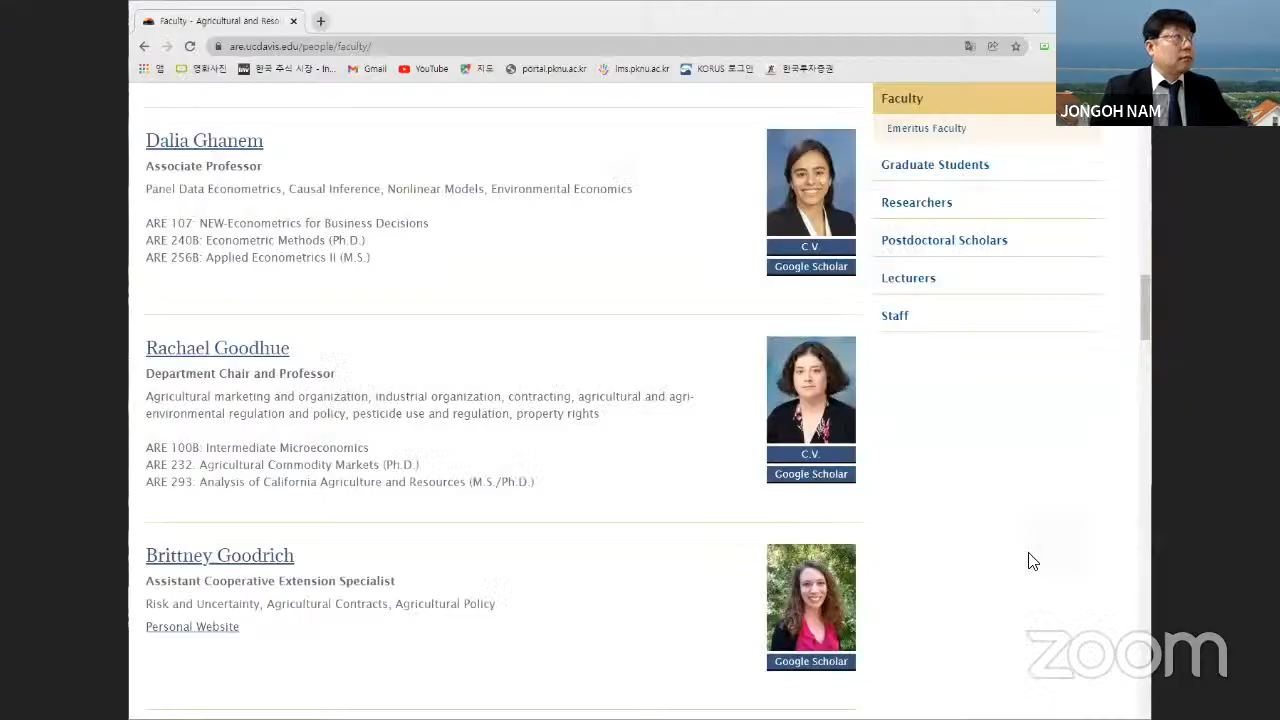 Faculty - Agricultural and Reso
are.ucdavis.edu/people/faculty/
앱 영화사진 한국 주식 시장 - In... Gmail YouTube 지도 portal.pknu.ac.kr lms.pknu.ac.kr KORUS 로그인 한국투자증권
JONGOH NAM
Dalia Ghanem
Associate Professor
Panel Data Econometrics, Causal Inference, Nonlinear Models, Environmental Economics
ARE 107: NEW-Econometrics for Business Decisions
ARE 240B: Econometric Methods (Ph.D.)
ARE 256B: Applied Econometrics II (M.S.)
C.V.
Google Scholar
Rachael Goodhue
Department Chair and Professor
Agricultural marketing and organization, industrial organization, contracting, agricultural and agri-
environmental regulation and policy, pesticide use and regulation, property rights
ARE 100B: Intermediate Microeconomics
ARE 232. Agricultural Commodity Markets (Ph.D.)
ARE 293: Analysis of California Agriculture and Resources (M.S./Ph.D.)
C.V.
Google Scholar
Brittney Goodrich
Assistant Cooperative Extension Specialist
Risk and Uncertainty, Agricultural Contracts, Agricultural Policy
Personal Website
Google Scholar
Faculty
Emeritus Faculty
Graduate Students
Researchers
Postdoctoral Scholars
Lecturers
Staff
zoom